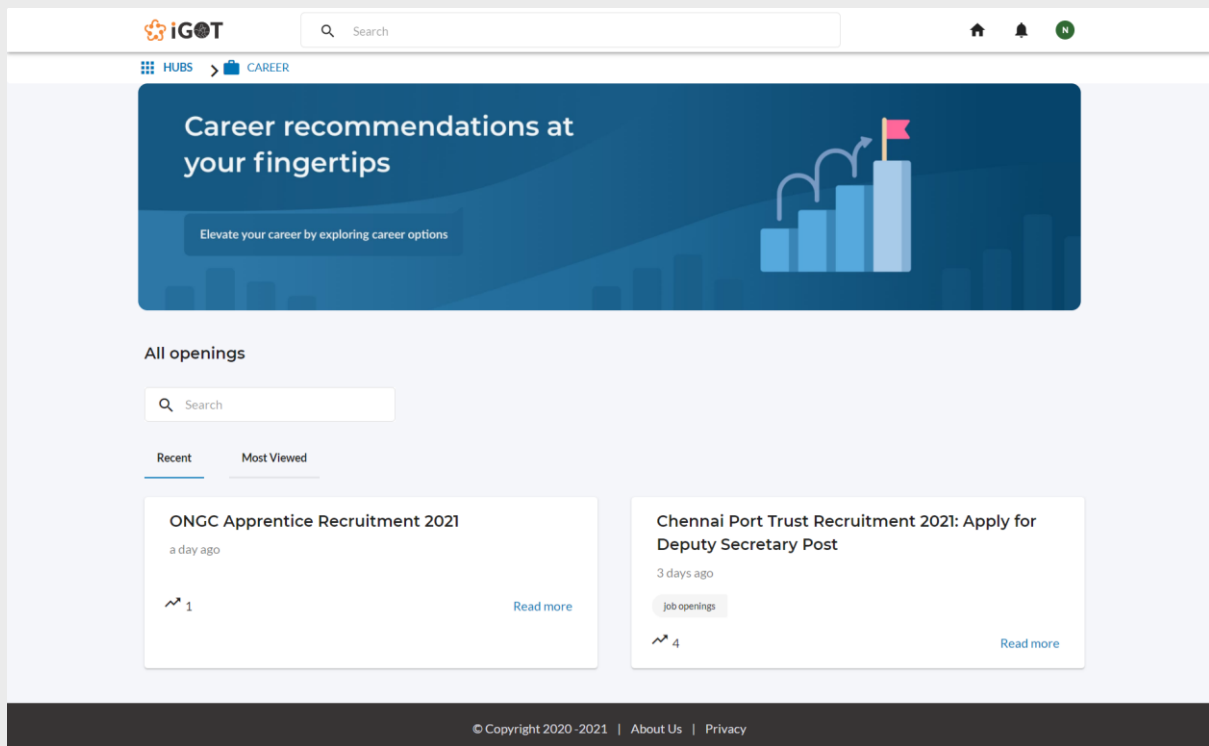 iGOT
Search
N
HUBS
CAREER
Career recommendations at
your fingertips
Elevate your career by exploring career options
All openings
Search
Recent
Most Viewed
ONGC Apprentice Recruitment 2021
a day ago
1
Read more
Chennai Port Trust Recruitment 2021: Apply for
Deputy Secretary Post
3 days ago
job openings
4
Read more
© Copyright 2020 -2021 | About Us | Privacy